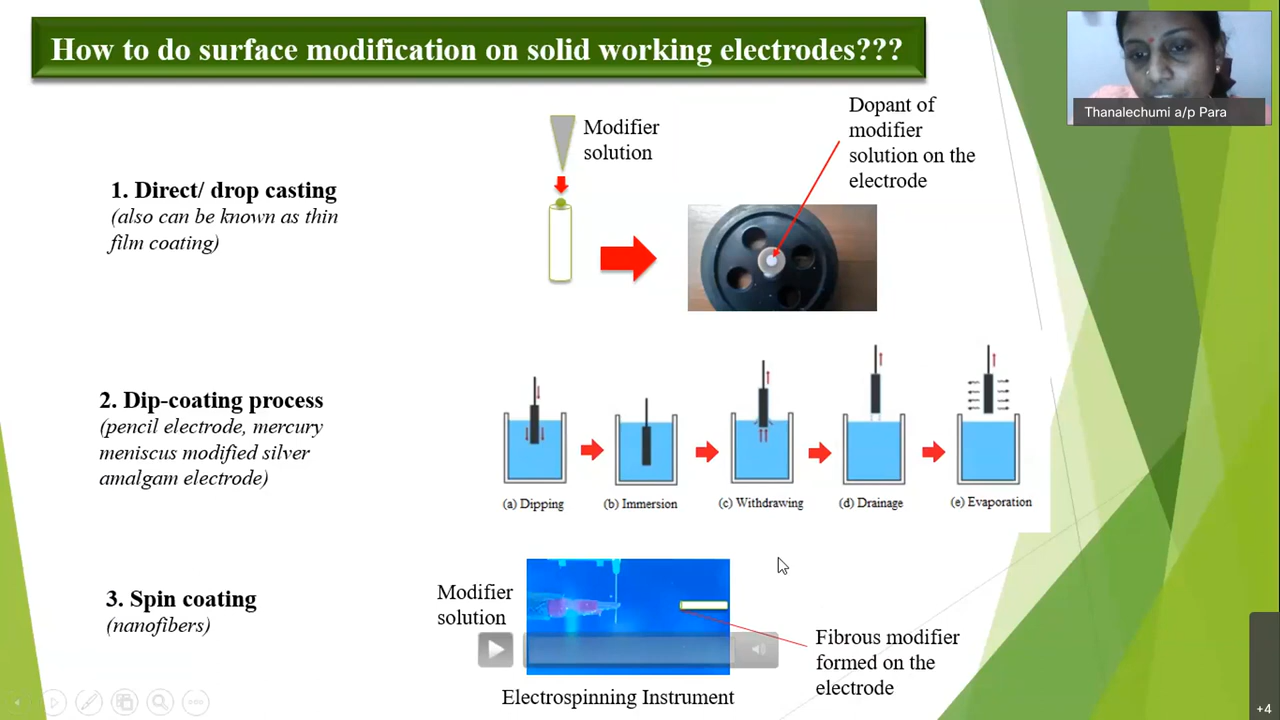 How to do surface modification on solid working electrodes???
Thanalechumi a/p Para
1. Direct/ drop casting
(also can be known as thin
film coating)
Modifier
solution
Dopant of
modifier
solution on the
electrode
2. Dip-coating process
(pencil electrode, mercury
meniscus modified silver
amalgam electrode)
(a) Dipping
(b) Immersion
(c) Withdrawing
(d) Drainage
(e) Evaporation
3. Spin coating
(nanofibers)
Modifier
solution
Fibrous modifier
formed on the
electrode
Electrospinning Instrument
+4